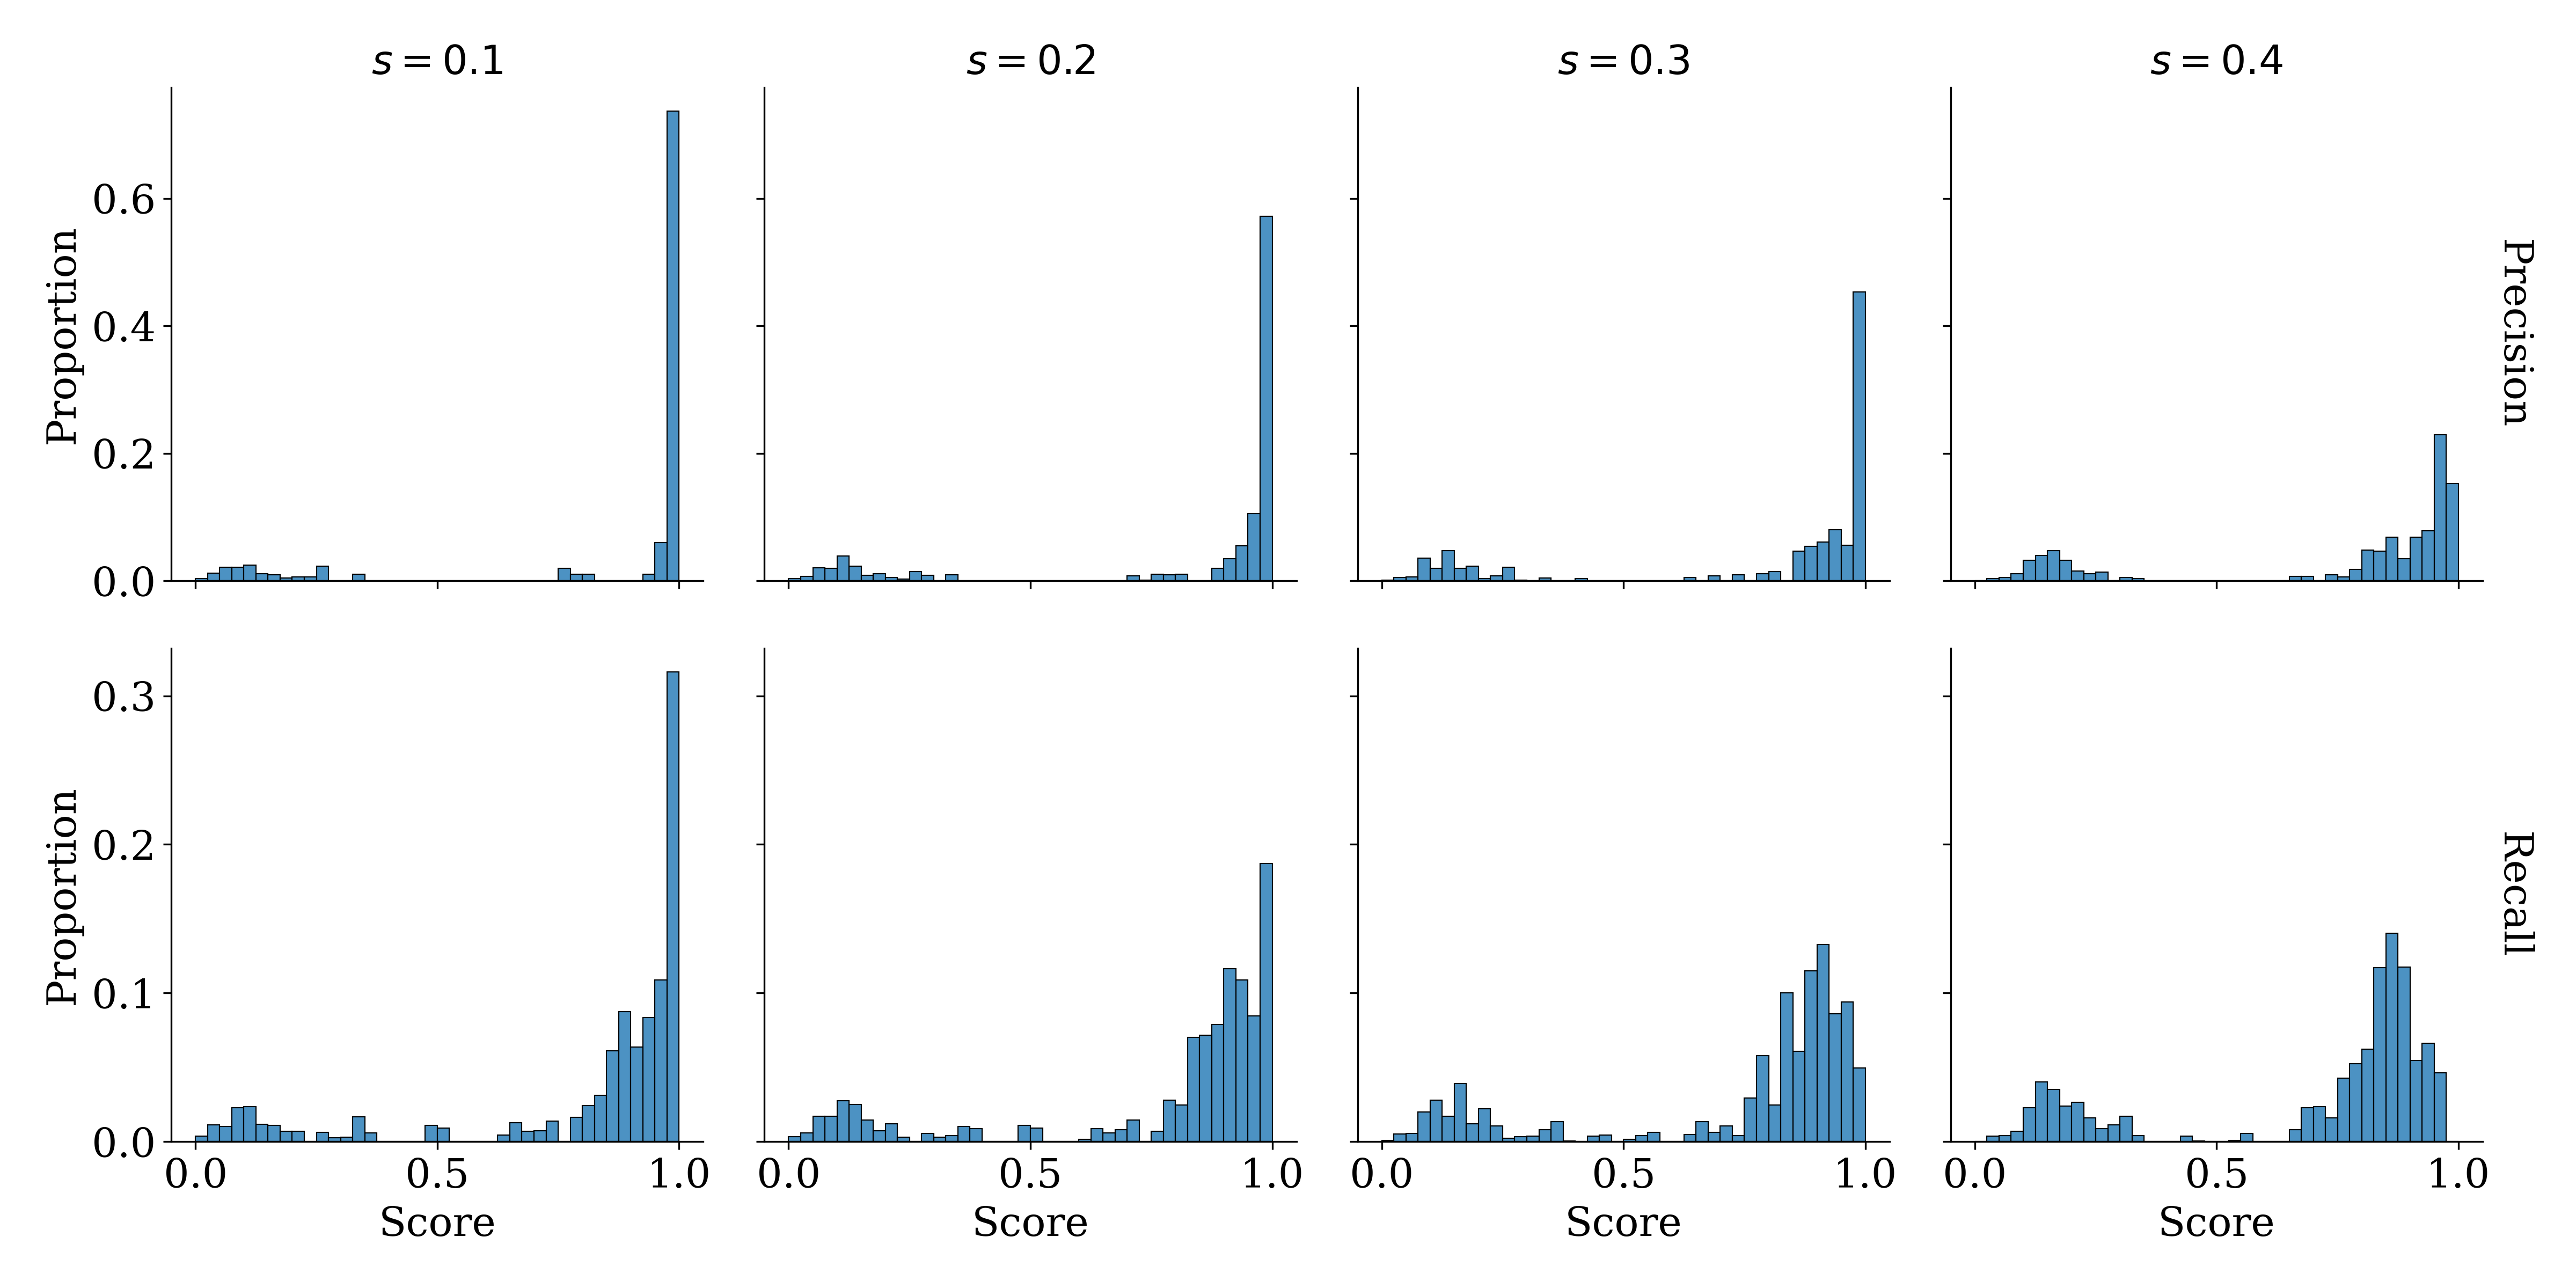 s = 0.1
s = 0.2
s = 0.3
s = 0.4
Proportion
0.6
0.4
0.2
0.0
Precision
Proportion
0.3
0.2
0.1
0.0
Recall
0.0 0.5 1.0
0.0 0.5 1.0
0.0 0.5 1.0
0.0 0.5 1.0
Score
Score
Score
Score